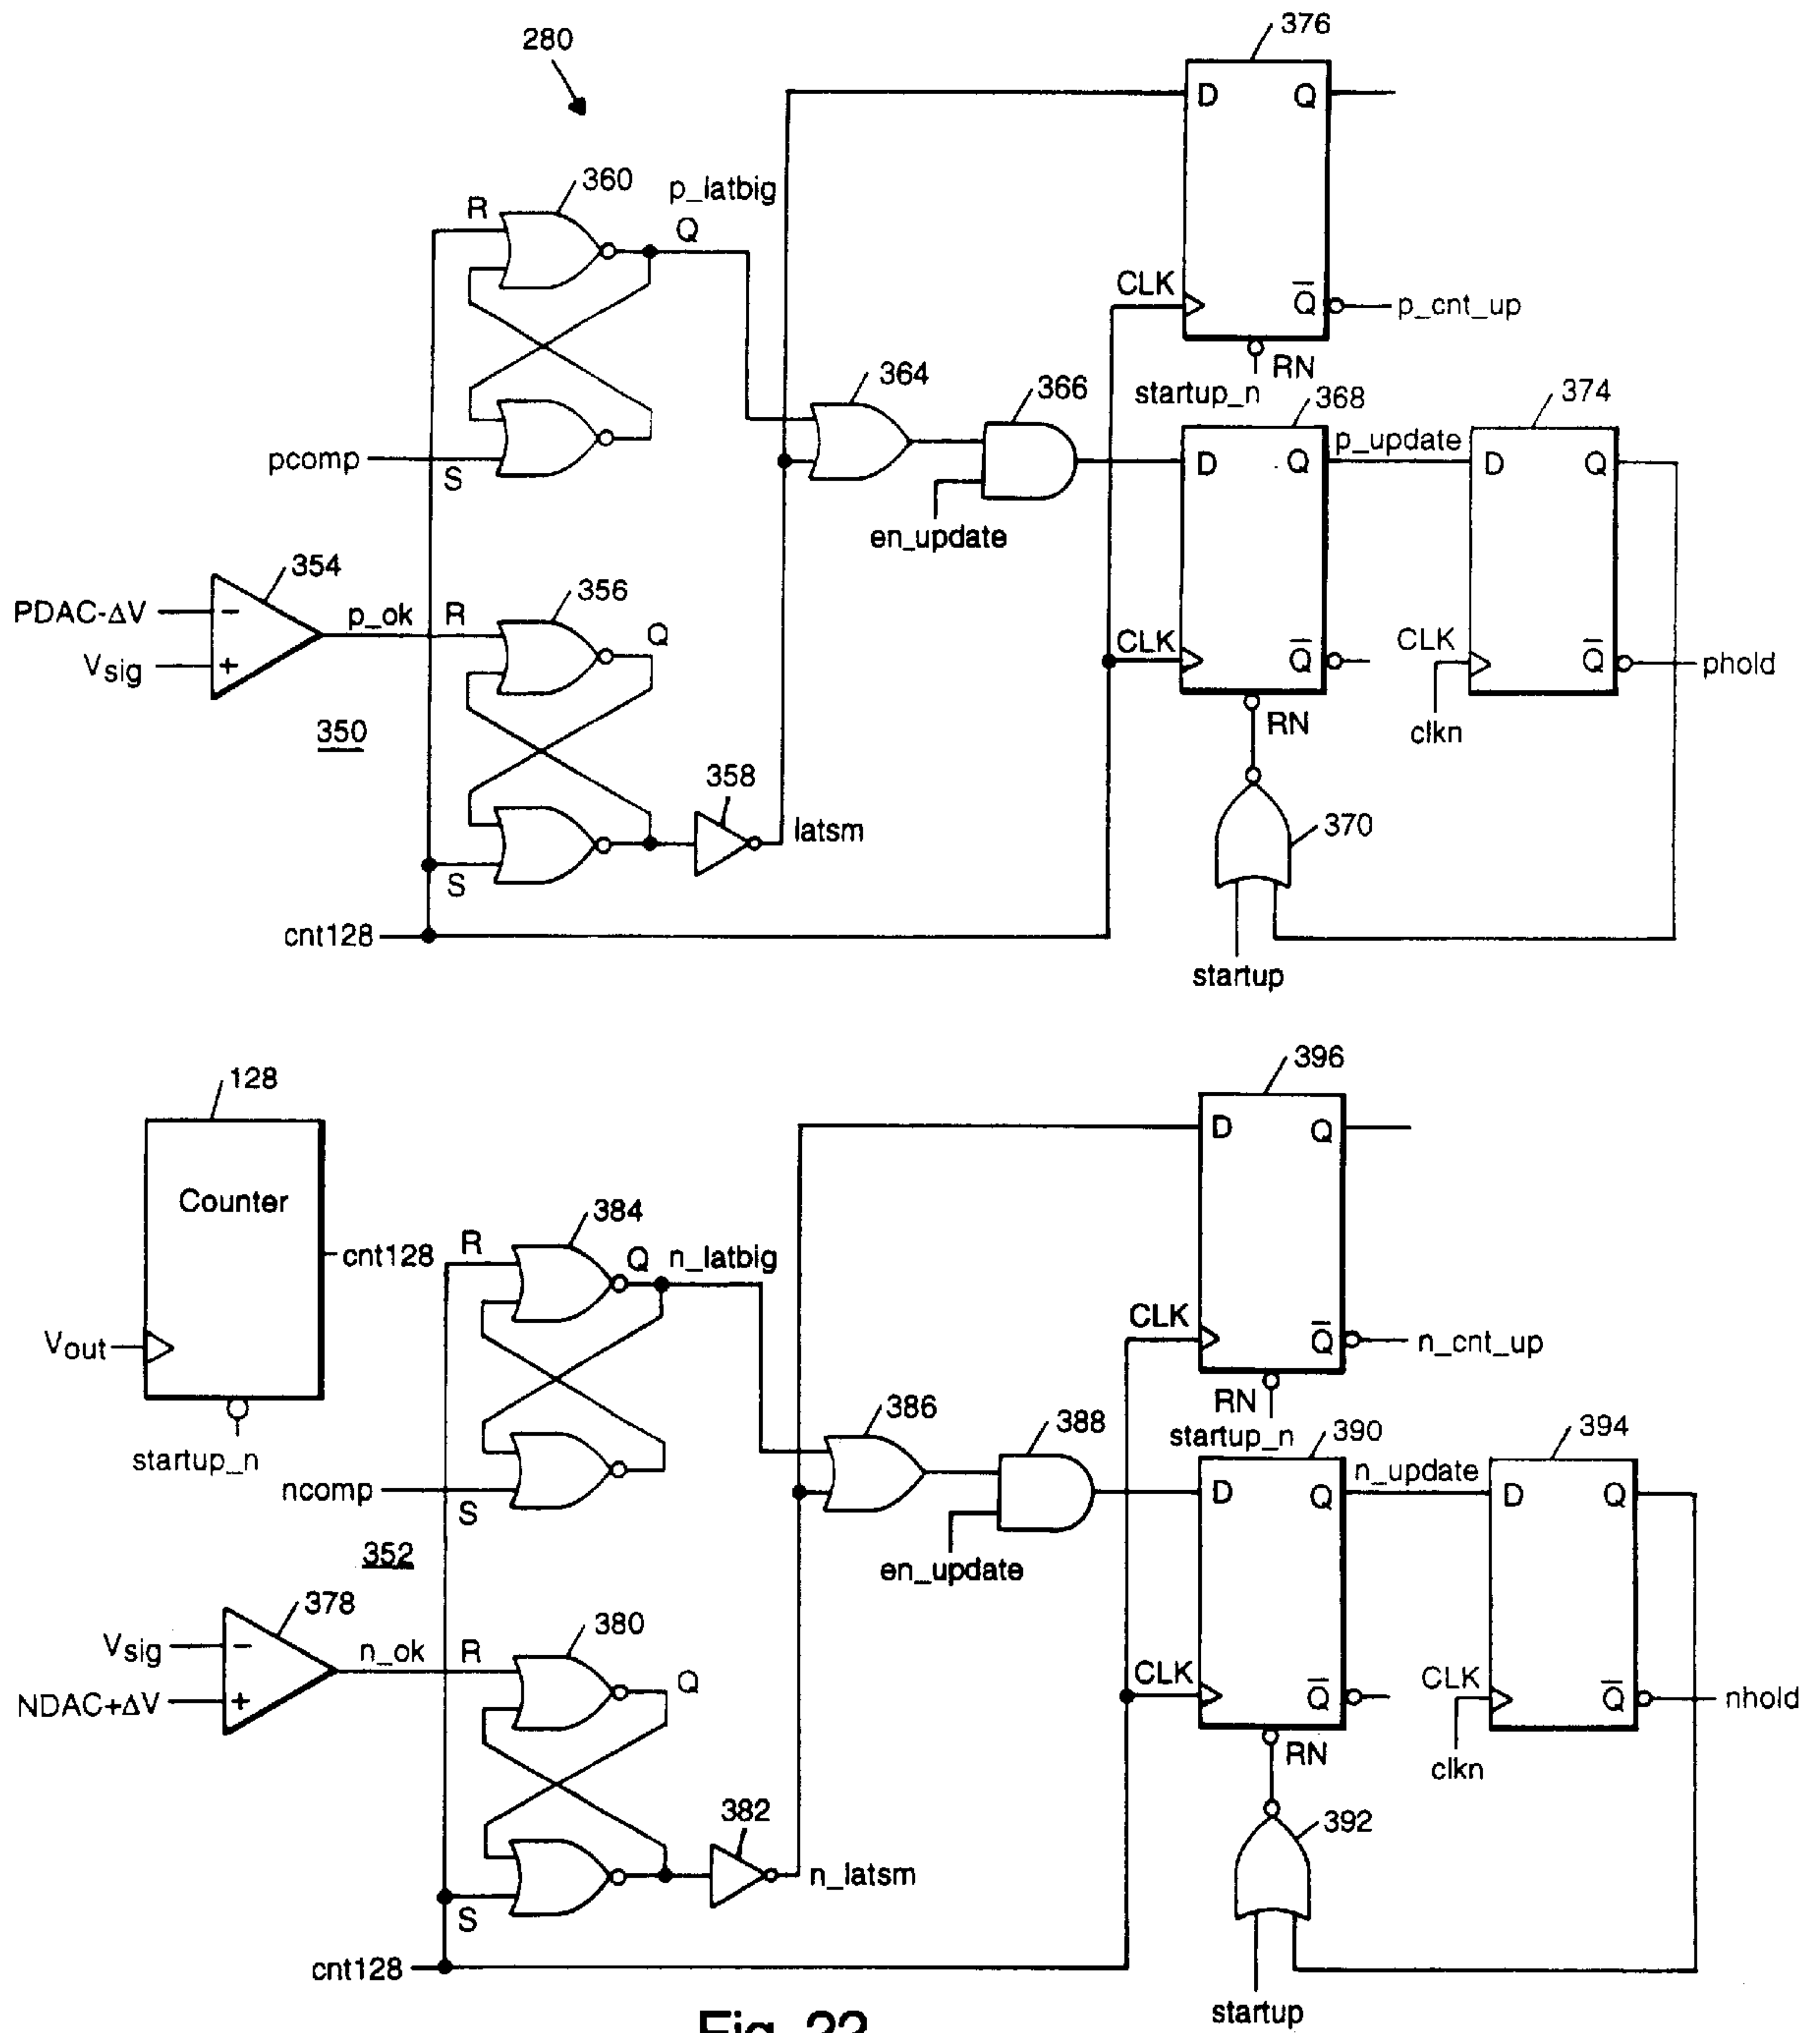 280
376
D Q
360
p_latbig
R
Q
CLK
Q
p_cnt_up
RN
startup_n
364
366
368
374
p_update
pcomp
S
D Q
D Q
en_update
354
356
PDAC-ΔV
-
p_ok
R
Q
Vsig
+
CLK
Q
CLK
Q
phold
350
RN
clkn
358
latsm
370
S
cnt128
startup
396
128
D Q
Counter
384
R
Q
n_latbig
cnt128
CLK
Vout
Q
n_cnt_up
RN
startup_n
386
388
390
394
startup_n
n_update
ncomp
S
D Q
D Q
352
en_update
378
380
Vsig
-
n_ok
R
Q
NDAC+ΔV
+
CLK
Q
CLK
Q
nhold
RN
clkn
382
392
n_latsm
S
cnt128
startup